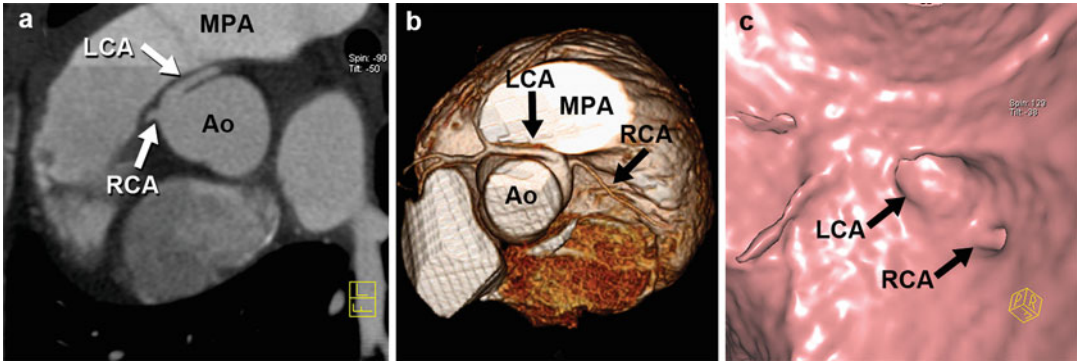 a
MPA
LCA
Spin: -90
Tilt: -50
Ao
RCA
b
LCA
MPA
RCA
Ao
c
Spin: 129
Tilt: -38
LCA
RCA